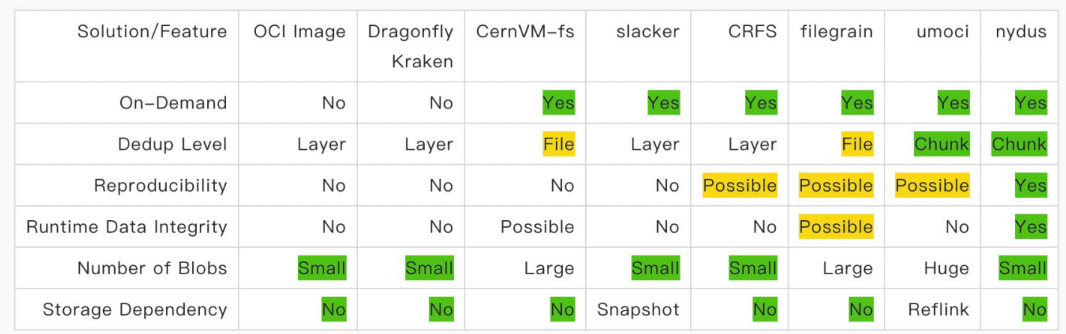 Solution/Feature OCI Image Dragonfly CernVM-fs slacker CRFS filegrain umoci nydus
Kraken
On-Demand No No Yes Yes Yes Yes Yes Yes
Dedup Level Layer Layer File Layer Layer File Chunk Chunk
Reproducibility No No No No Possible Possible Possible Yes
Runtime Data Integrity No No Possible No No Possible No Yes
Number of Blobs Small Small Large Small Small Large Huge Small
Storage Dependency No No No Snapshot No No Reflink No